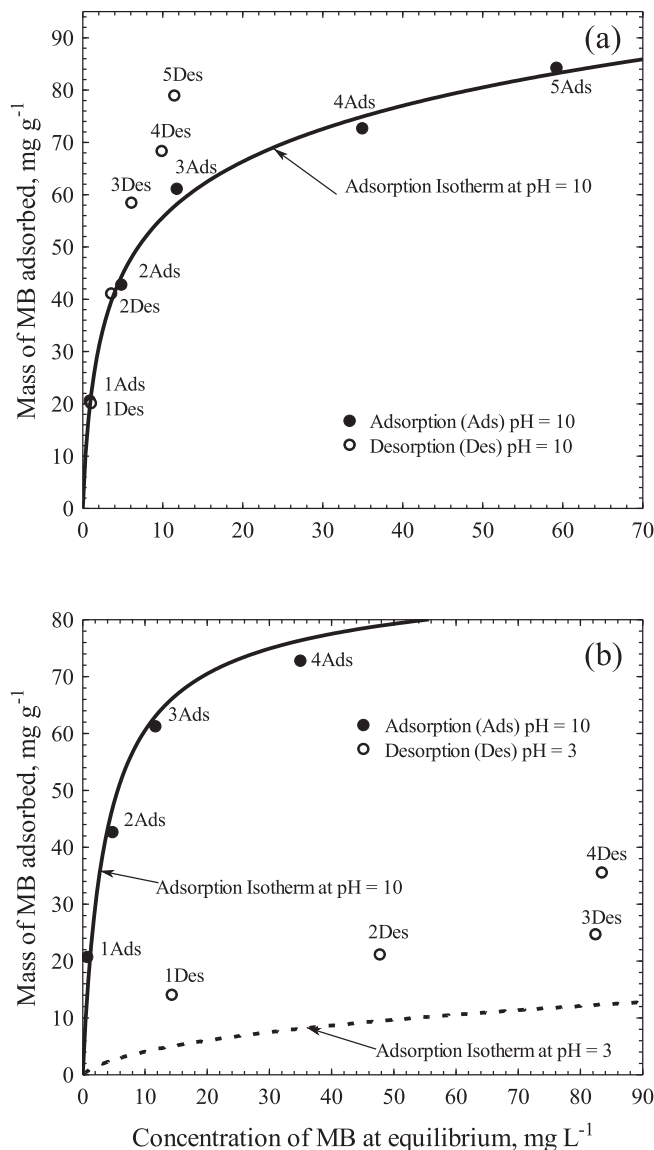 (a)
90
80
70
60
50
40
30
20
10
0
Mass of MB adsorbed, mg g⁻¹
5Des
4Des
3Des
3Ads
4Ads
5Ads
Adsorption Isotherm at pH = 10
2Ads
2Des
1Ads
1Des
Adsorption (Ads) pH = 10
Desorption (Des) pH = 10
0 10 20 30 40 50 60 70
(b)
80
70
60
50
40
30
20
10
0
Mass of MB adsorbed, mg g⁻¹
4Ads
3Ads
Adsorption (Ads) pH = 10
Desorption (Des) pH = 3
2Ads
Adsorption Isotherm at pH = 10
4Des
3Des
2Des
1Ads
1Des
Adsorption Isotherm at pH = 3
0 10 20 30 40 50 60 70 80 90
Concentration of MB at equilibrium, mg L⁻¹